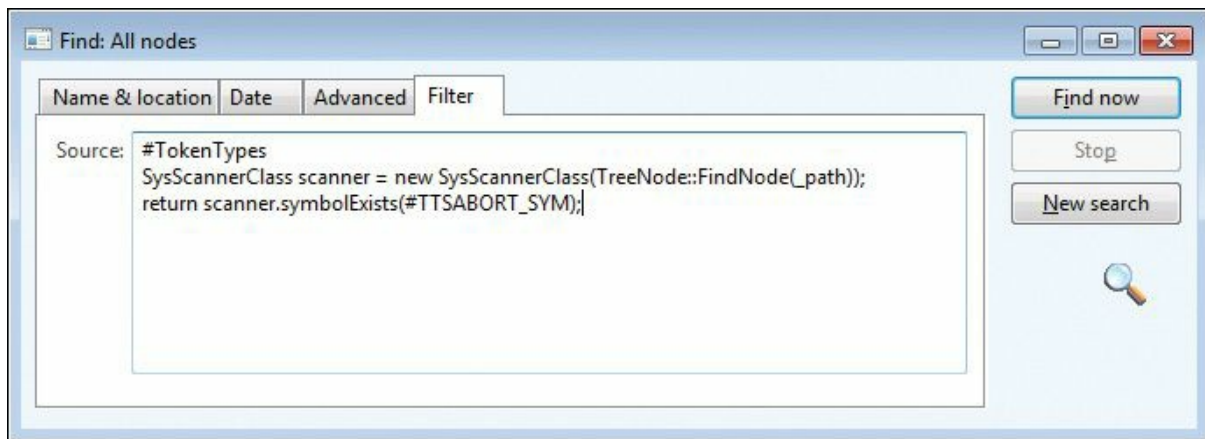 Find: All nodes
Name & location Date Advanced Filter
Find now
Source: #TokenTypes
SysScannerClass scanner = new SysScannerClass(TreeNode::FindNode(_path));
return scanner.symbolExists(#TTSABORT_SYM);
Stop
New search